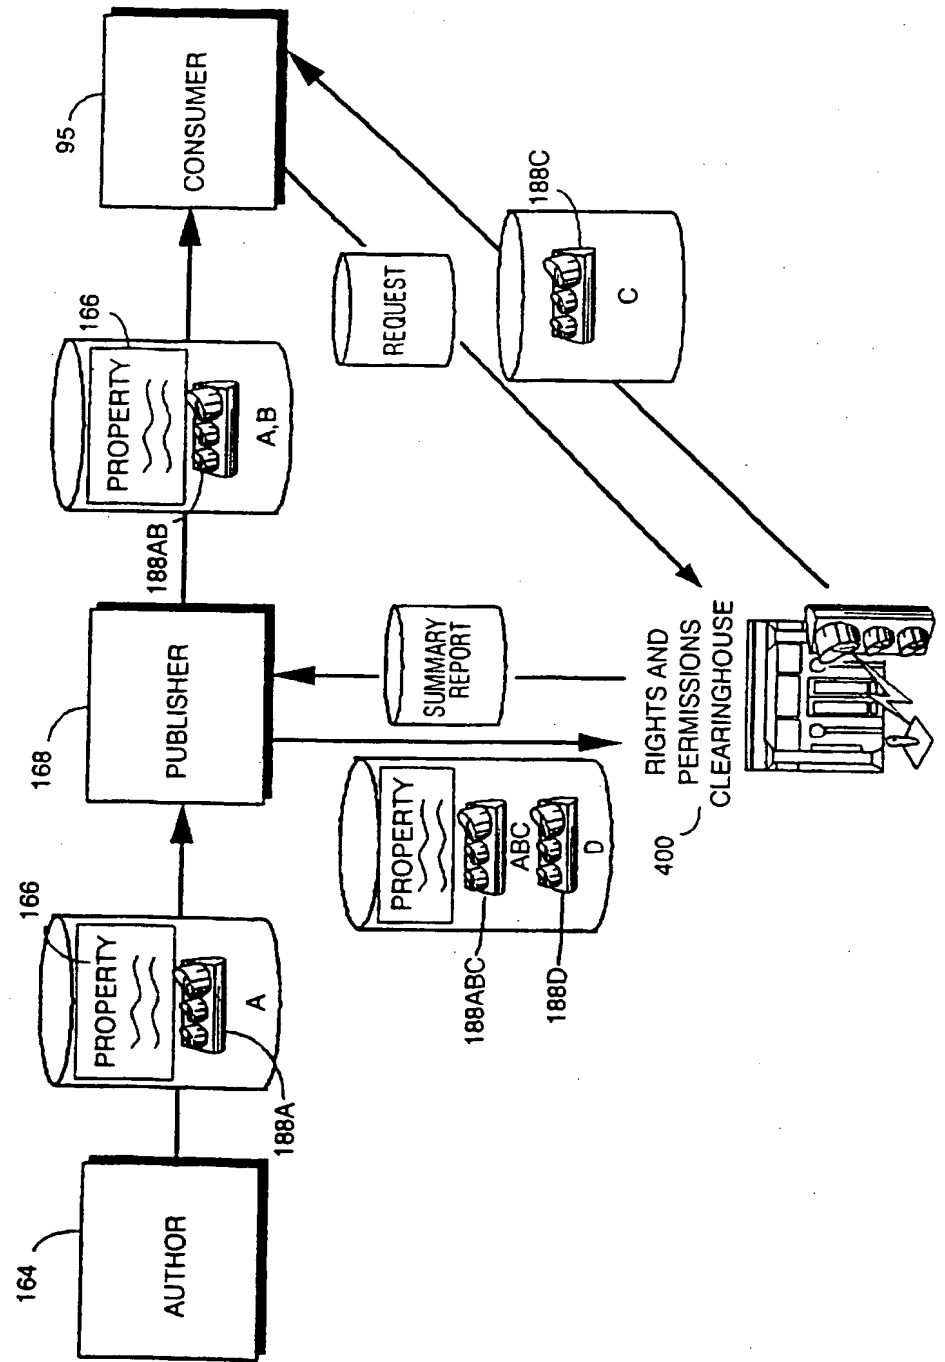 164
AUTHOR
166
PROPERTY
A
188A
168
PUBLISHER
188AB
PROPERTY
166
A,B
95
CONSUMER
PROPERTY
188ABC
ABC
188D
D
SUMMARY
REPORT
REQUEST
188C
C
400
RIGHTS AND
PERMISSIONS
CLEARINGHOUSE